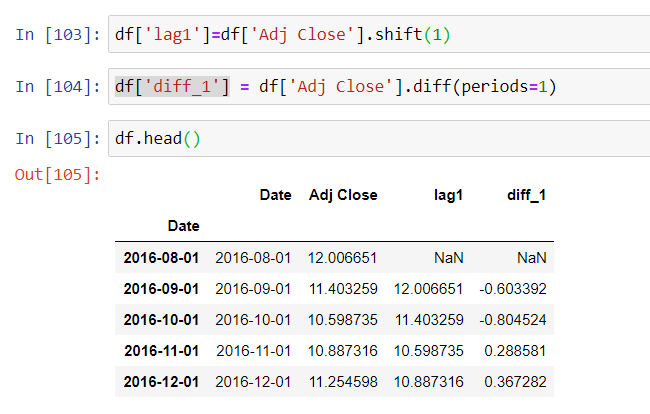 In [103]: df['lag1']=df['Adj Close'].shift(1)
In [104]: df['diff_1'] = df['Adj Close'].diff(periods=1)
In [105]: df.head()
Out[105]:
Date Adj Close lag1 diff_1
Date
2016-08-01 2016-08-01 12.006651 NaN NaN
2016-09-01 2016-09-01 11.403259 12.006651 -0.603392
2016-10-01 2016-10-01 10.598735 11.403259 -0.804524
2016-11-01 2016-11-01 10.887316 10.598735 0.288581
2016-12-01 2016-12-01 11.254598 10.887316 0.367282